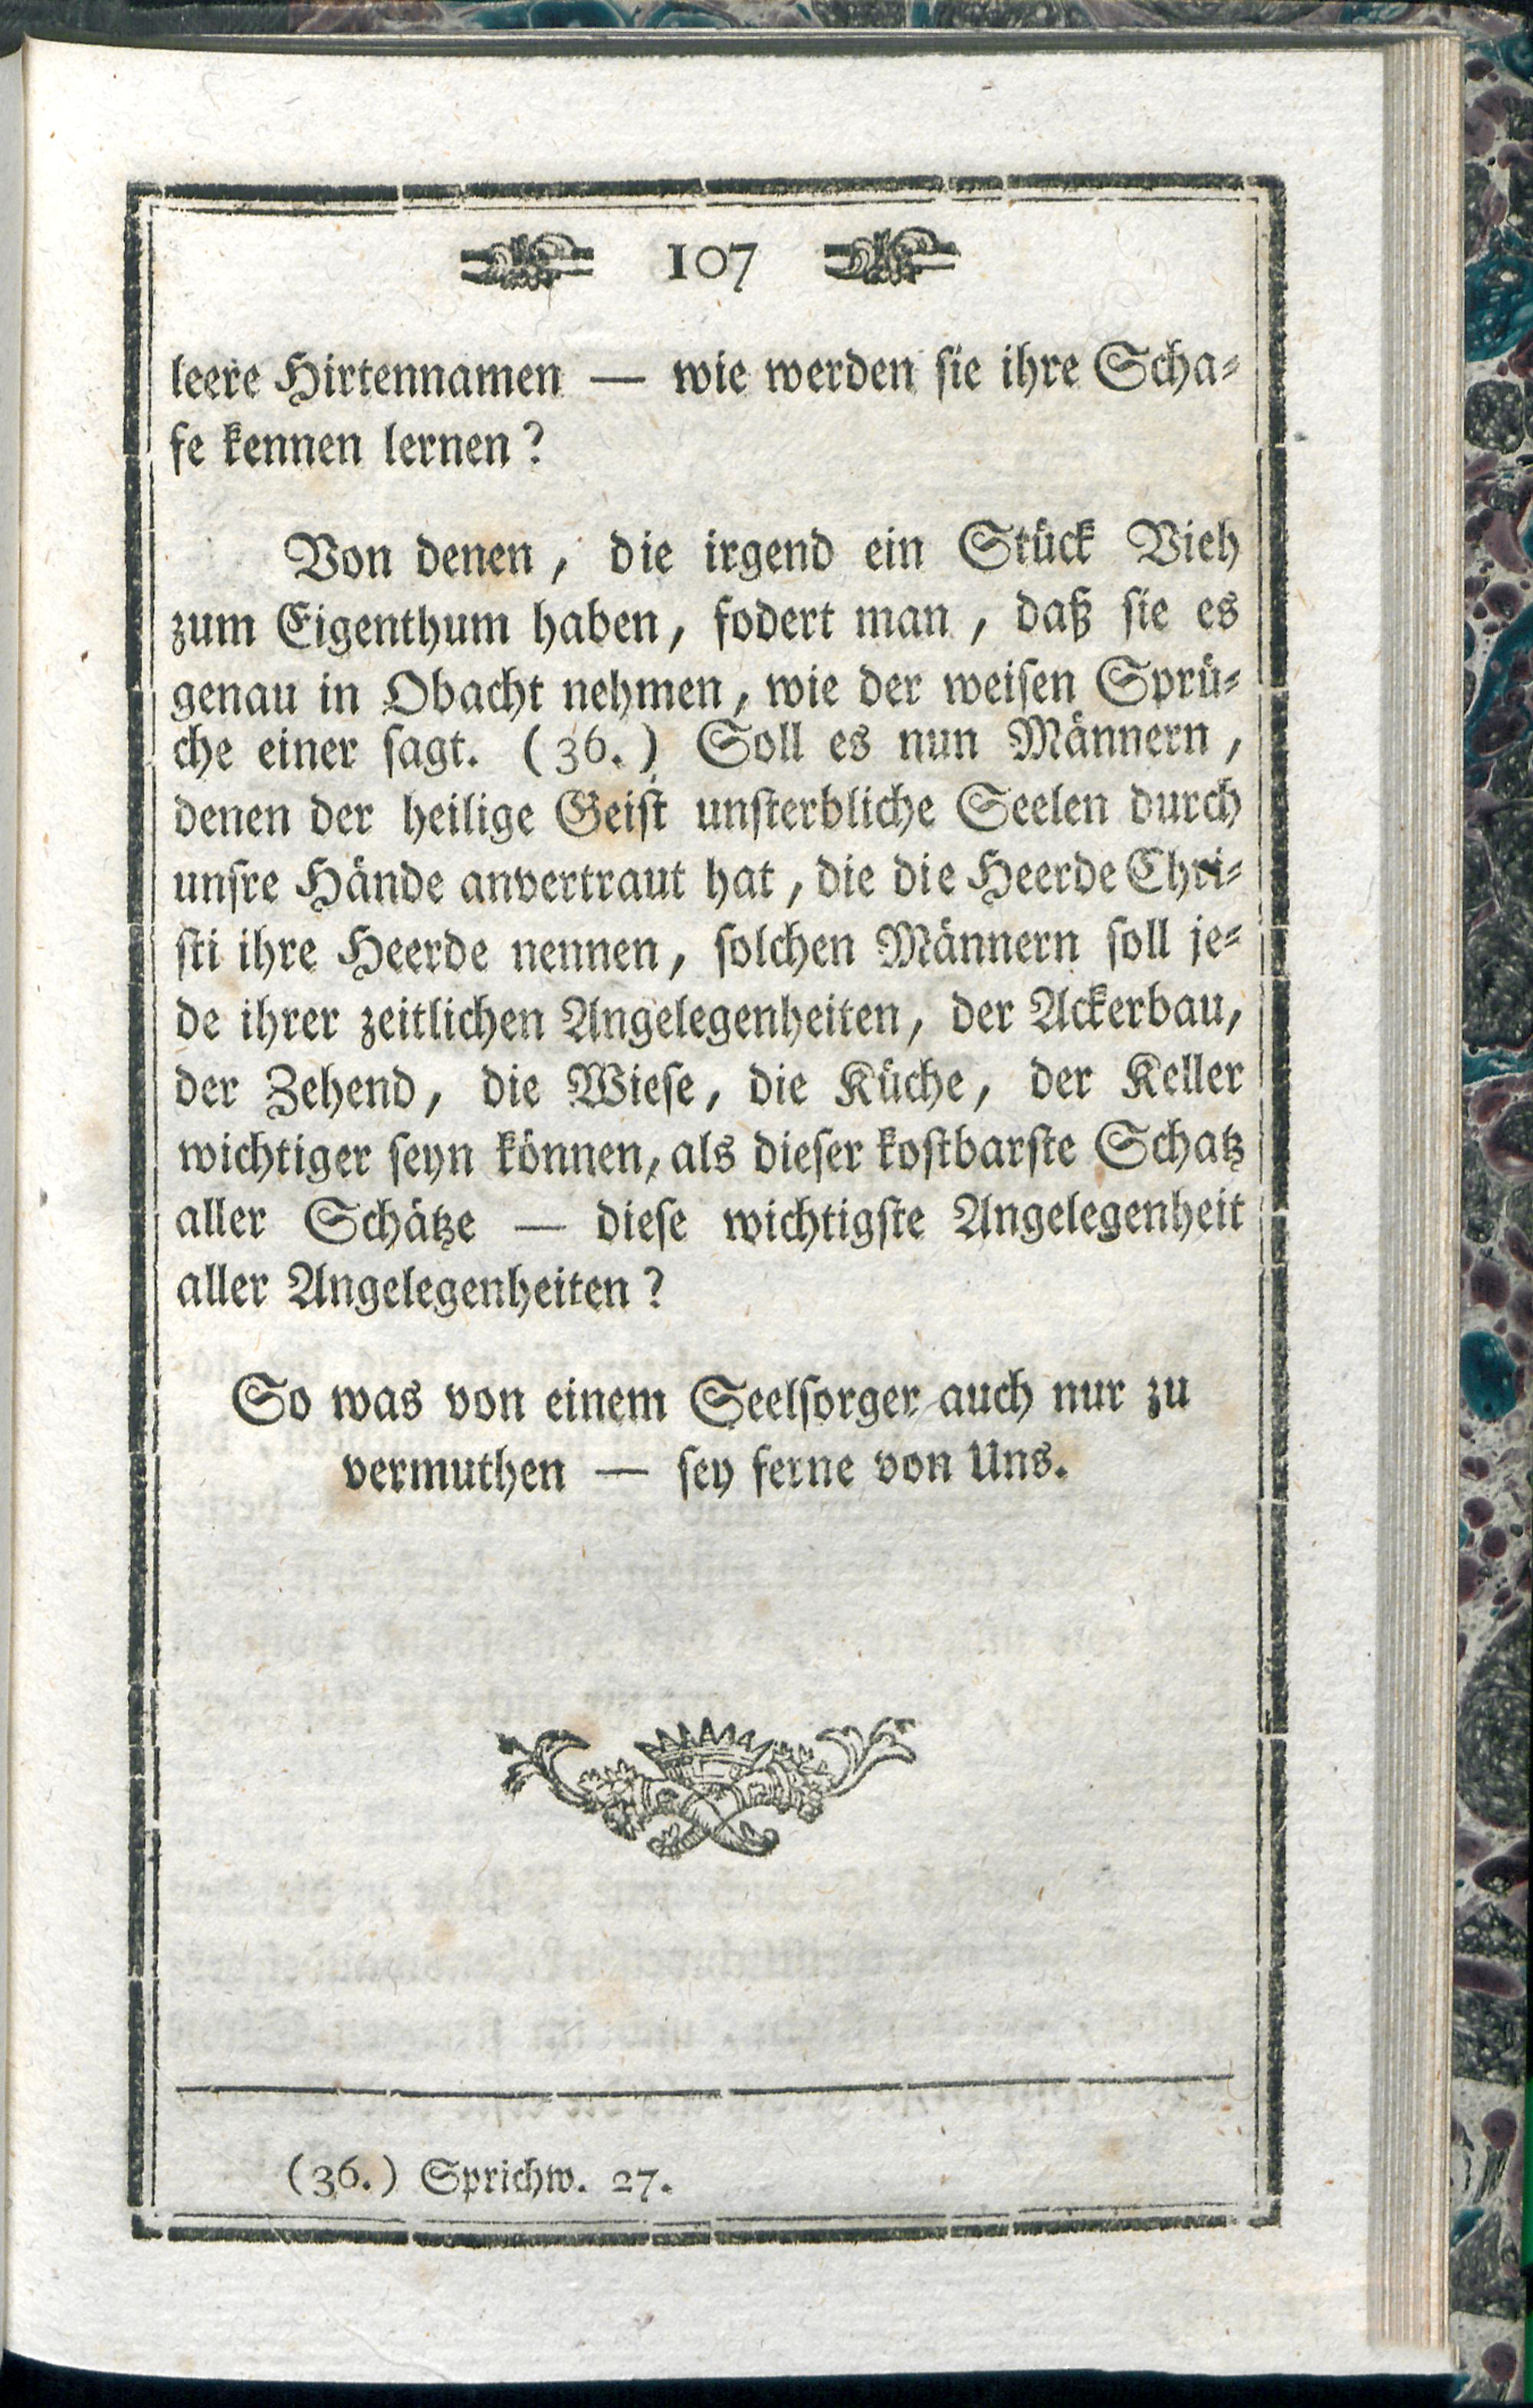 107
leere Hirtennamen — wie werden sie ihre Scha-
fe kennen lernen?
Von denen, die irgend ein Stück Vieh
zum Eigenthum haben, fodert man, daß sie es
genau in Obacht nehmen, wie der weisen Sprü-
che einer sagt. (36.) Soll es nun Männern,
denen der heilige Geist unsterbliche Seelen durch
unsre Hände anvertraut hat, die die Heerde Chri-
sti ihre Heerde nennen, solchen Männern soll je-
de ihrer zeitlichen Angelegenheiten, der Ackerbau,
der Zehend, die Wiese, die Küche, der Keller
wichtiger seyn können, als dieser kostbarste Schatz
aller Schätze — diese wichtigste Angelegenheit
aller Angelegenheiten?
So was von einem Seelsorger auch nur zu
vermuthen — sey ferne von Uns.
(36.) Sprichw. 27.